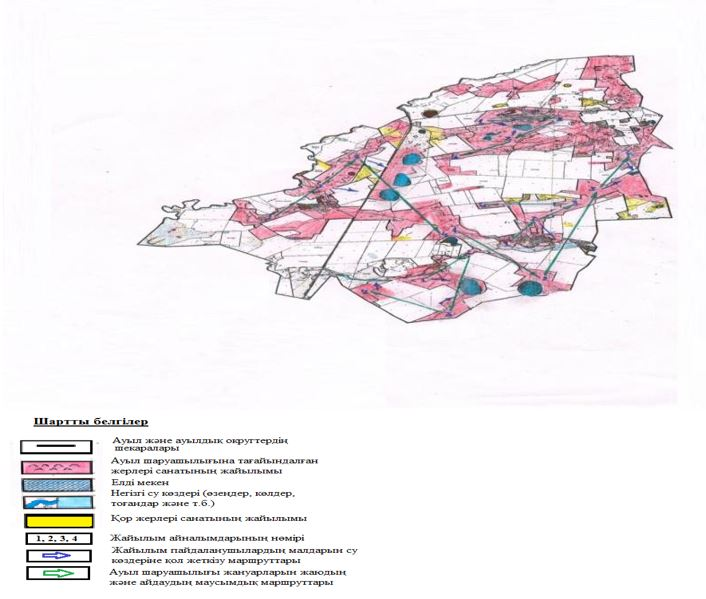 Шартты белгілер
Ауыл және ауылдық округтердің
шекаралары
Ауыл шаруашылығына тағайындалған
жерлері санатының жайылымы
Елді мекен
Негізгі су көздері (өзендер, көлдер,
тоғандар және т.б.)
Қор жерлері санатының жайылымы
1, 2, 3, 4 Жайылым айналымдарының нөмірі
Жайылым пайдаланушылардың малдарын су
көздеріне қол жеткізу маршруттары
Ауыл шаруашылығы жануарларын жаюдың
және айдаудың маусымдық маршруттары